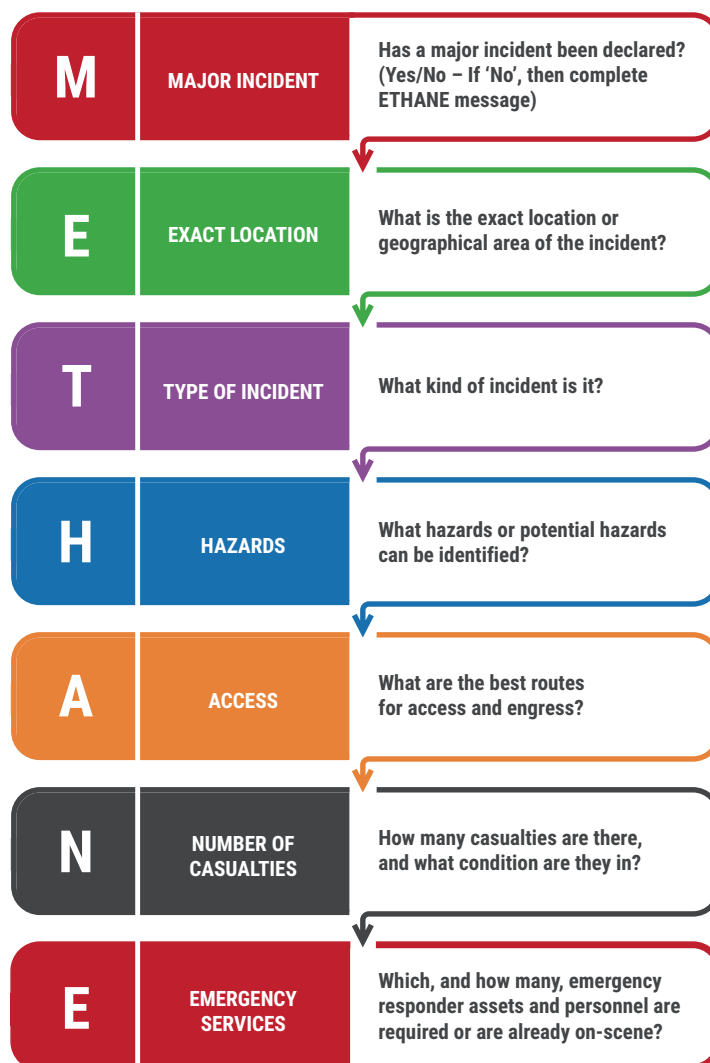 M
MAJOR INCIDENT
Has a major incident been declared?
(Yes/No – If ‘No’, then complete
ETHANE message)
E
EXACT LOCATION
What is the exact location or
geographical area of the incident?
T
TYPE OF INCIDENT
What kind of incident is it?
H
HAZARDS
What hazards or potential hazards
can be identified?
A
ACCESS
What are the best routes
for access and engress?
N
NUMBER OF
CASUALTIES
How many casualties are there,
and what condition are they in?
E
EMERGENCY
SERVICES
Which, and how many, emergency
responder assets and personnel are
required or are already on-scene?